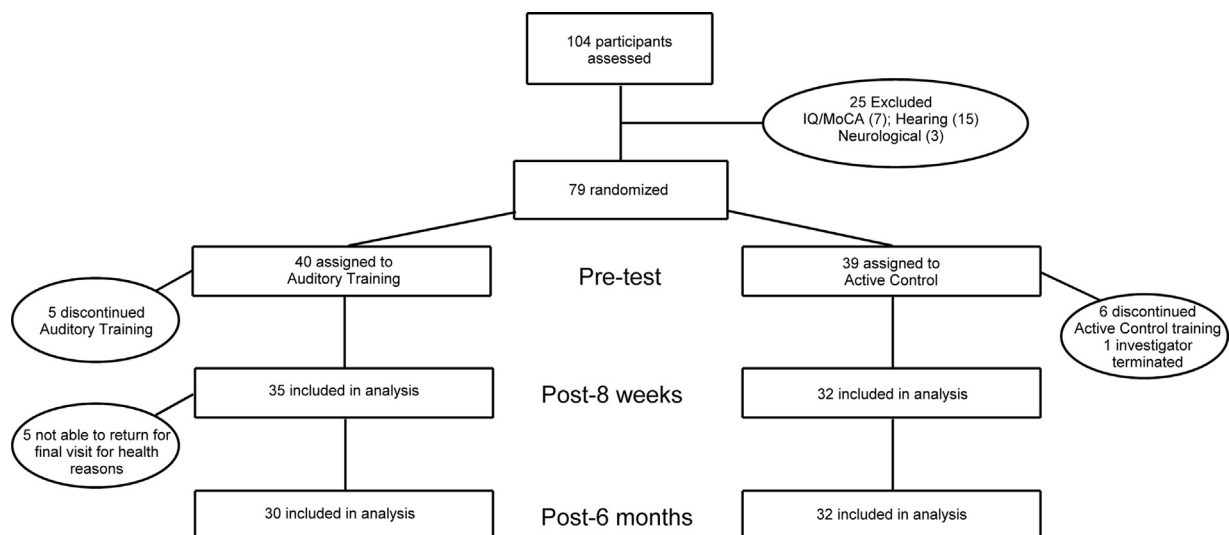 104 participants
assessed
25 Excluded
IQ/MoCA (7); Hearing (15)
Neurological (3)
79 randomized
40 assigned to
Auditory Training
Pre-test
39 assigned to
Active Control
5 discontinued
Auditory Training
6 discontinued
Active Control training
1 investigator
terminated
35 included in analysis
Post-8 weeks
32 included in analysis
5 not able to return for
final visit for health
reasons
30 included in analysis
Post-6 months
32 included in analysis